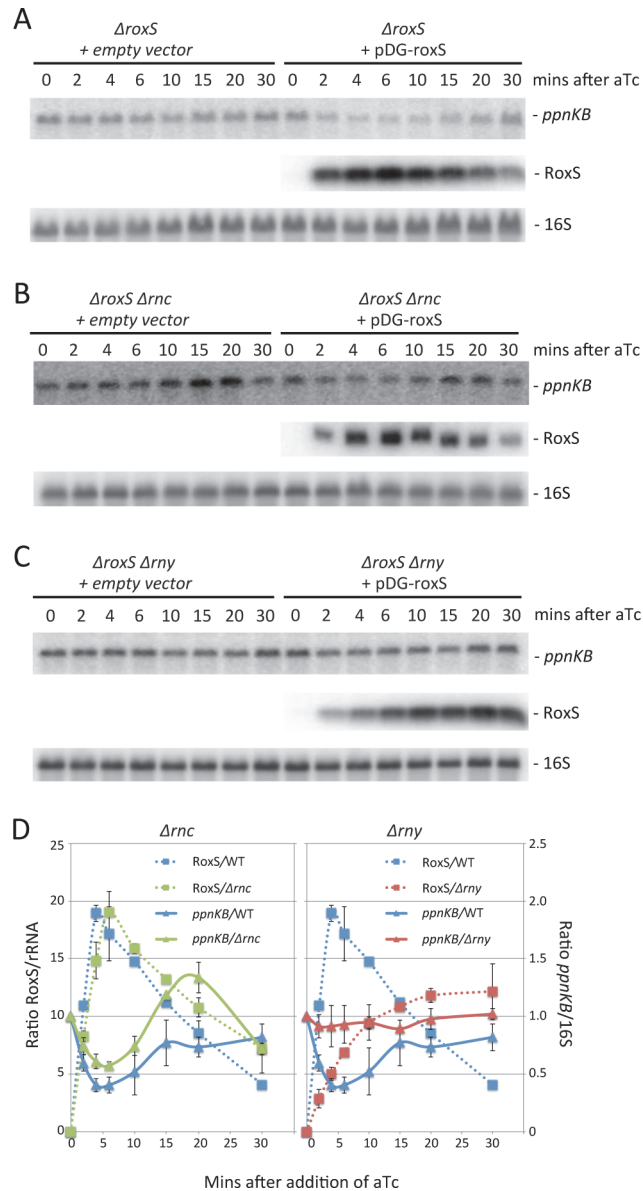 A
ΔroxS
+ empty vector
ΔroxS
+ pDG-roxS
0 2 4 6 10 15 20 30 0 2 4 6 10 15 20 30 mins after aTc
- ppnKB
- RoxS
- 16S
B
ΔroxS Δrnc
+ empty vector
ΔroxS Δrnc
+ pDG-roxS
0 2 4 6 10 15 20 30 0 2 4 6 10 15 20 30 mins after aTc
- ppnKB
- RoxS
- 16S
C
ΔroxS Δrny
+ empty vector
ΔroxS Δrny
+ pDG-roxS
0 2 4 6 10 15 20 30 0 2 4 6 10 15 20 30 mins after aTc
- ppnKB
- RoxS
- 16S
D
Δrnc
Δrny
25
20
15
10
5
0
Ratio RoxS/rRNA
RoxS/WT
RoxS/Δrnc
ppnKB/WT
ppnKB/Δrnc
RoxS/WT
RoxS/Δrny
ppnKB/WT
ppnKB/Δrny
2.5
2.0
1.5
1.0
0.5
0
Ratio ppnKB/16S
0 5 10 15 20 30 0 5 10 15 20 30
Mins after addition of aTc